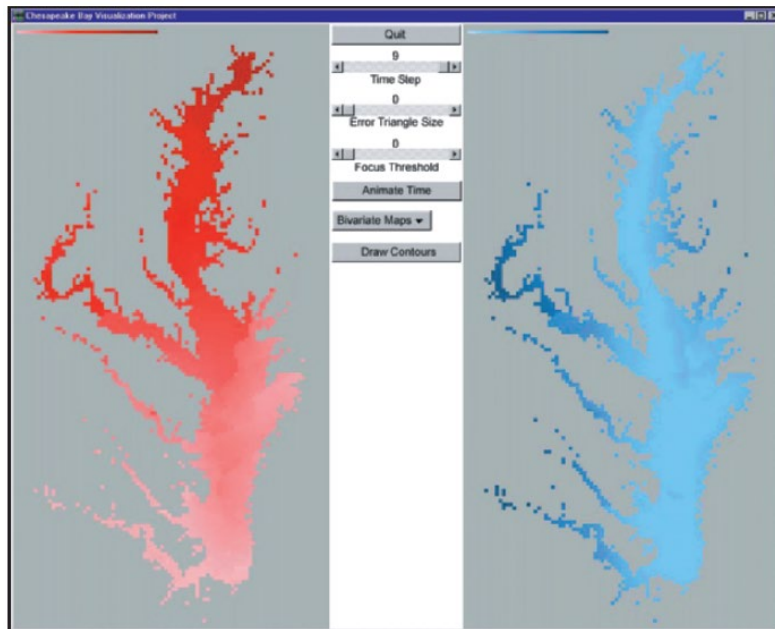 Chesapeake Bay Visualization Project
Quit
9
Time Step
0
Error Triangle Size
0
Focus Threshold
Animate Time
Bivariate Maps
Draw Contours